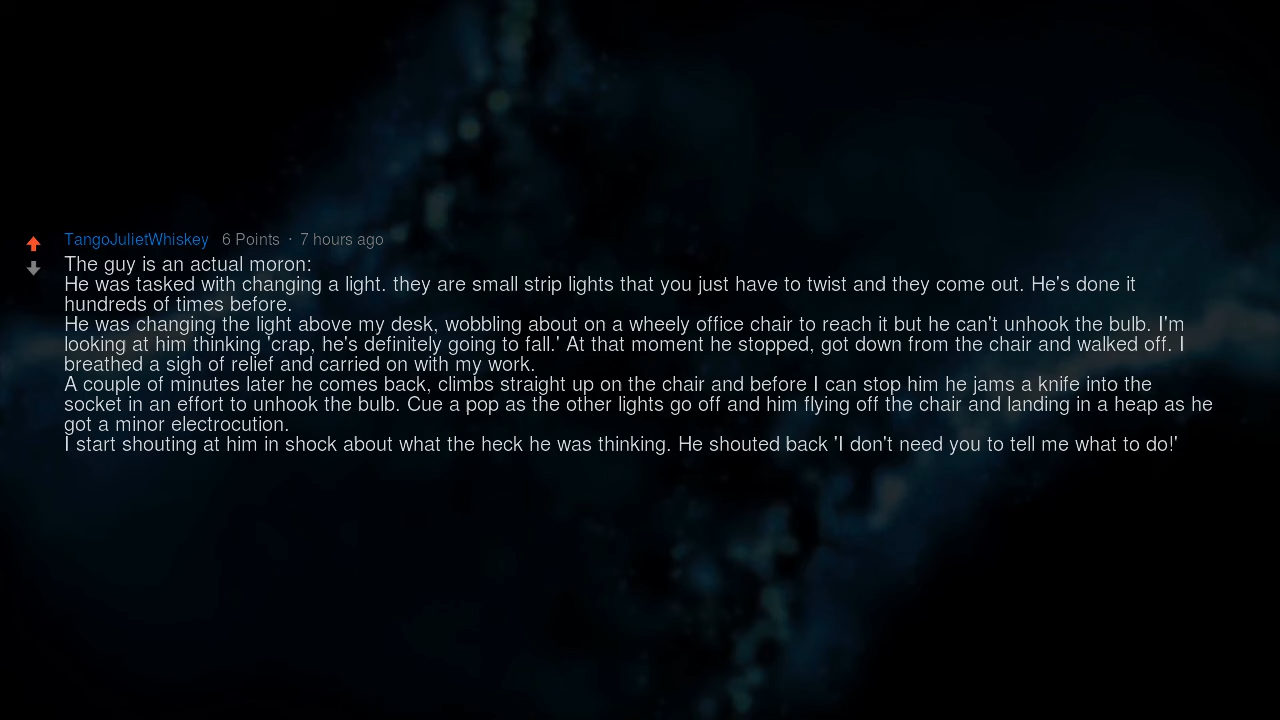 TangoJulietWhiskey 6 Points · 7 hours ago
The guy is an actual moron:
He was tasked with changing a light. they are small strip lights that you just have to twist and they come out. He's done it
hundreds of times before.
He was changing the light above my desk, wobbling about on a wheely office chair to reach it but he can't unhook the bulb. I'm
looking at him thinking 'crap, he's definitely going to fall.' At that moment he stopped, got down from the chair and walked off. I
breathed a sigh of relief and carried on with my work.
A couple of minutes later he comes back, climbs straight up on the chair and before I can stop him he jams a knife into the
socket in an effort to unhook the bulb. Cue a pop as the other lights go off and him flying off the chair and landing in a heap as he
got a minor electrocution.
I start shouting at him in shock about what the heck he was thinking. He shouted back 'I don't need you to tell me what to do!'